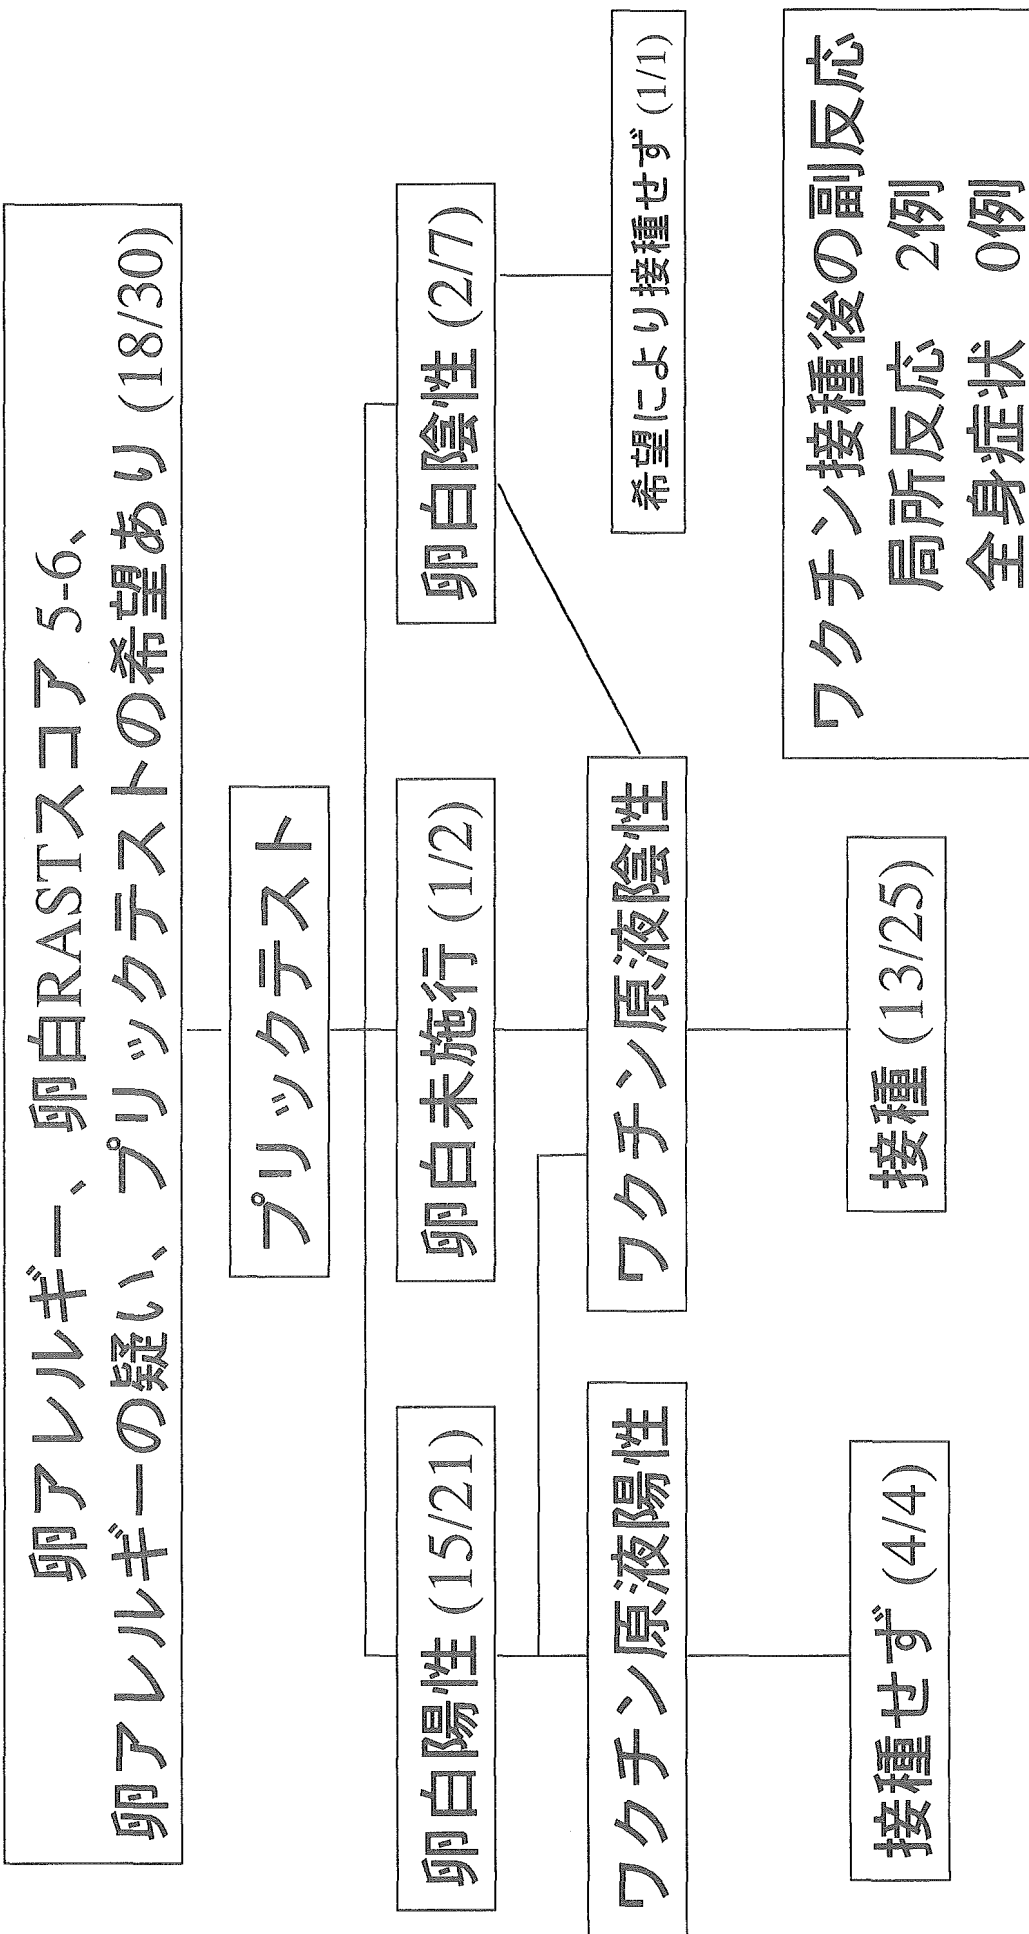 卵アレルギー、卵白RASTスコア 5-6、
卵アレルギーの疑い、プリックテストの希望あり (18/30)
プリックテスト
卵白陽性 (15/21)
卵白未施行 (1/2)
卵白陰性 (2/7)
ワクチン原液陽性
ワクチン原液陰性
希望により接種せず (1/1)
接種せず (4/4)
接種 (13/25)
ワクチン接種後の副反応
局所反応 2例
全身症状 0例